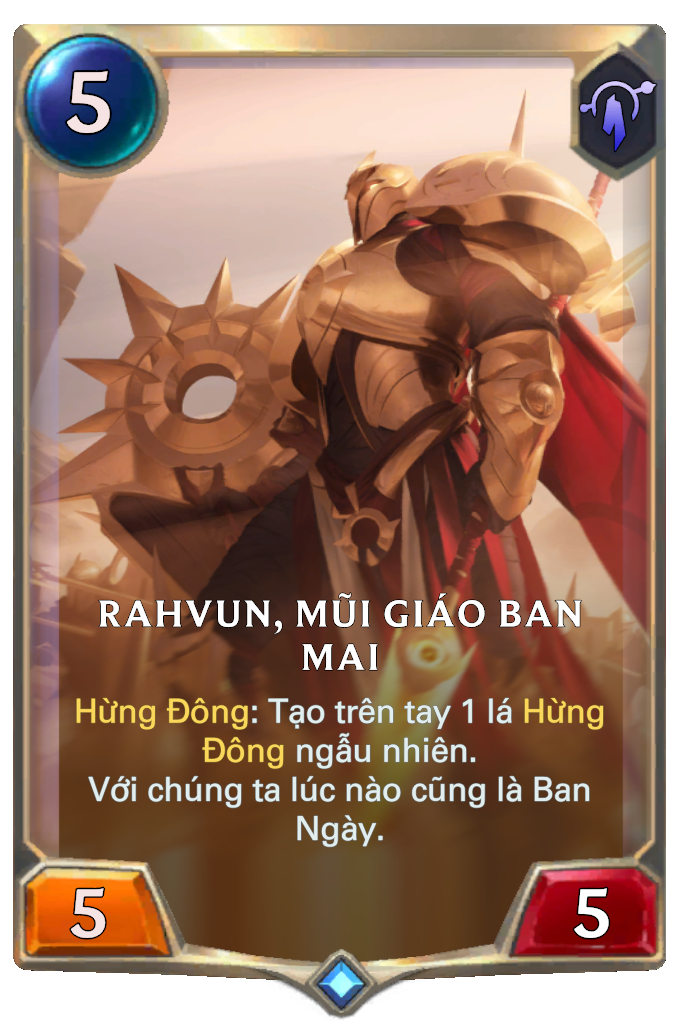 5
RAHVUN, MŨI GIÁO BAN
MAI
Hừng Đông: Tạo trên tay 1 lá Hừng
Đông ngẫu nhiên.
Với chúng ta lúc nào cũng là Ban
Ngày.
5
5